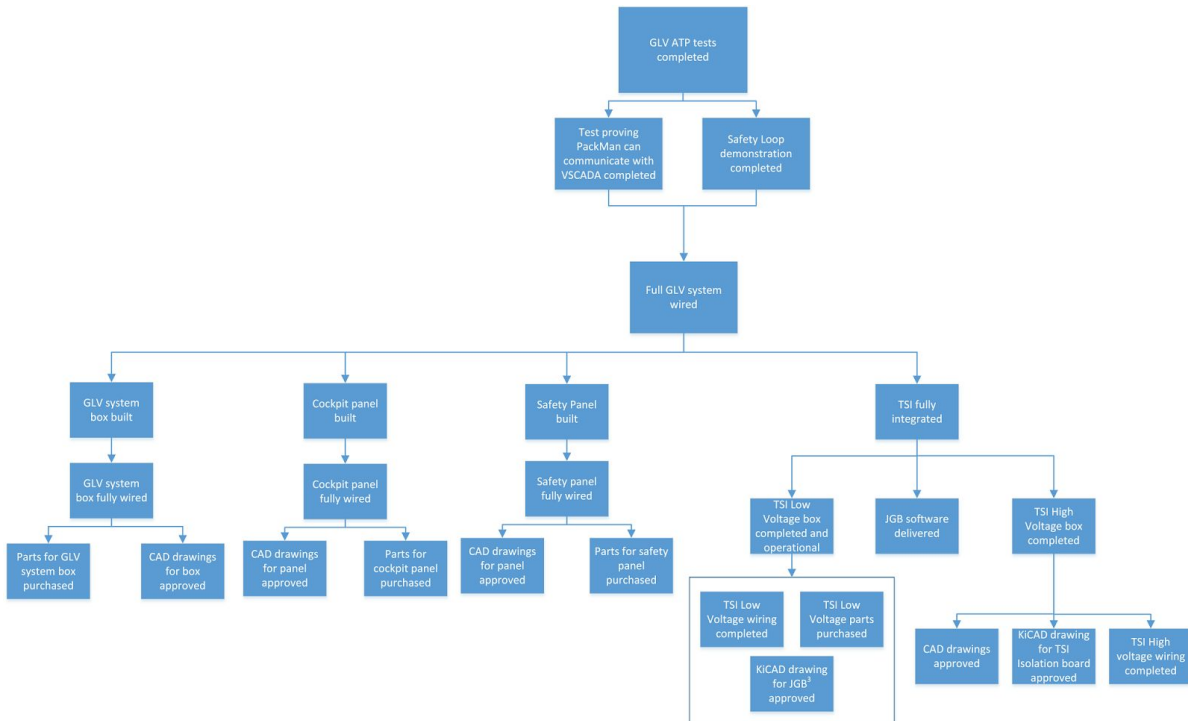 GLV ATP tests
completed
Test proving
PackMan can
communicate with
VSCADA completed
Safety Loop
demonstration
completed
Full GLV system
wired
GLV system
box built
Cockpit panel
built
Safety Panel
built
TSI fully
integrated
GLV system
box fully wired
Cockpit panel
fully wired
Safety panel
fully wired
TSI Low
Voltage box
completed and
operational
JGB software
delivered
TSI High
Voltage box
completed
Parts for GLV
system box
purchased
CAD drawings
for box
approved
CAD drawings
for panel
approved
Parts for
cockpit panel
purchased
CAD drawings
for panel
approved
Parts for safety
panel
purchased
TSI Low
Voltage wiring
completed
TSI Low
Voltage parts
purchased
KiCAD drawing
for JGB³
approved
CAD drawings
approved
KiCAD drawing
for TSI
Isolation board
approved
TSI High
voltage wiring
completed